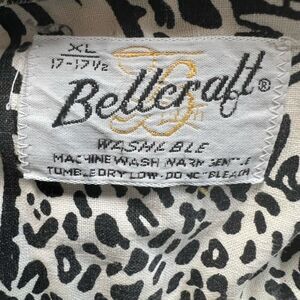 XL
17-17½
Bellcraft®
WASHABLE
MACHINE WASH WARM GENTLE
TUMBLE DRY LOW · DO NOT BLEACH